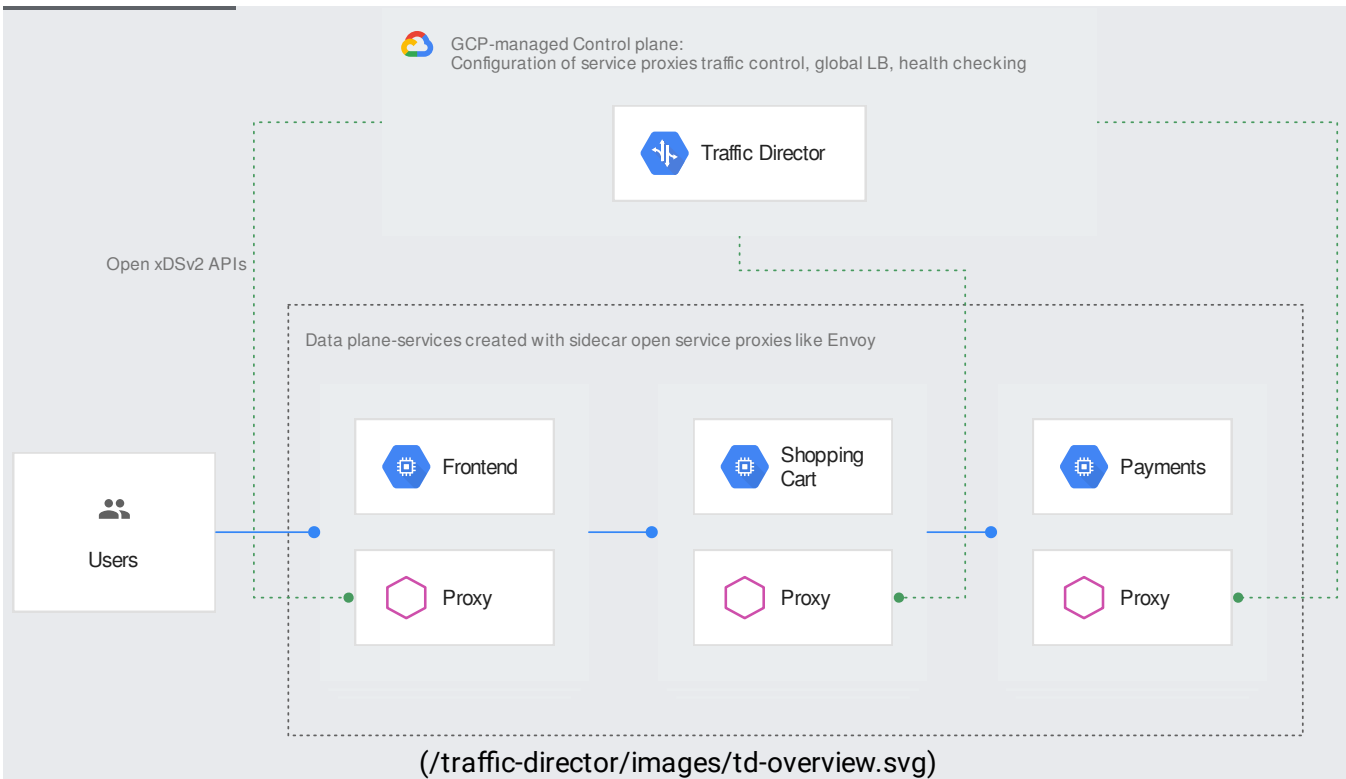 GCP-managed Control plane:
Configuration of service proxies traffic control, global LB, health checking
Traffic Director
Open xDSv2 APIs
Data plane-services created with sidecar open service proxies like Envoy
Frontend
Shopping
Cart
Payments
Users
Proxy
Proxy
Proxy
(/traffic-director/images/td-overview.svg)